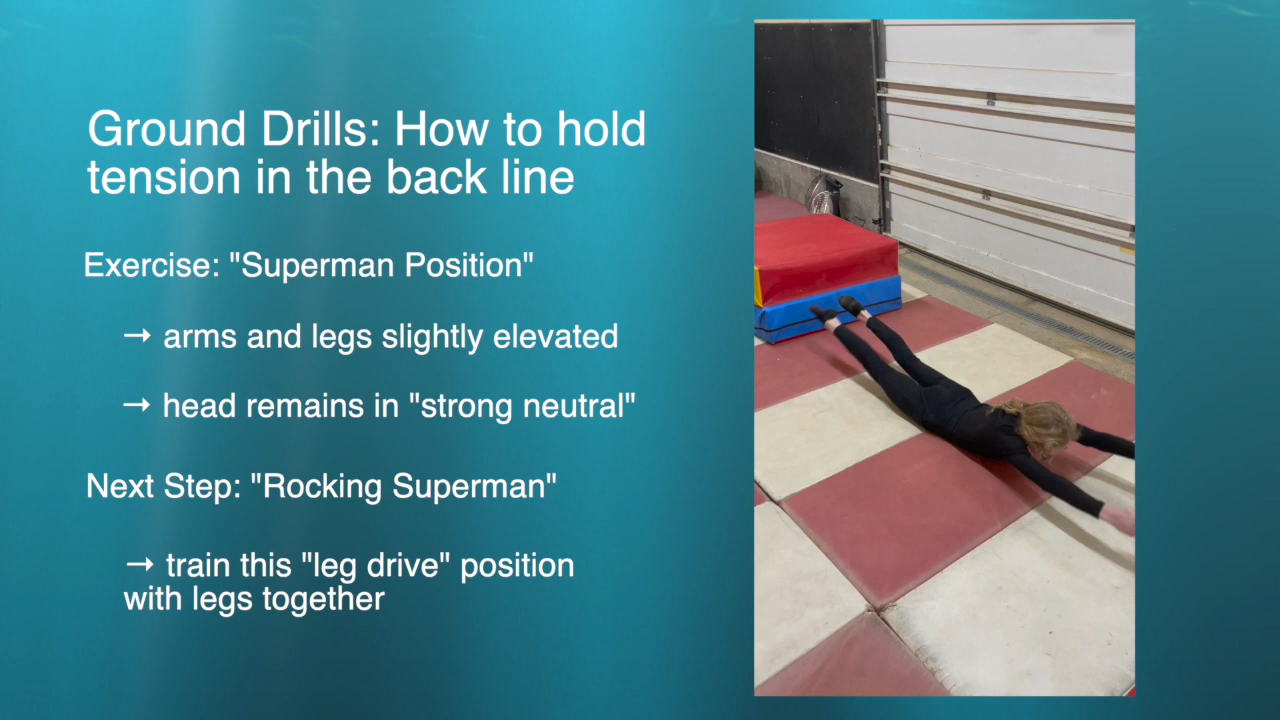 Ground Drills: How to hold
tension in the back line
Exercise: "Superman Position"
→ arms and legs slightly elevated
→ head remains in "strong neutral"
Next Step: "Rocking Superman"
→ train this "leg drive" position
with legs together